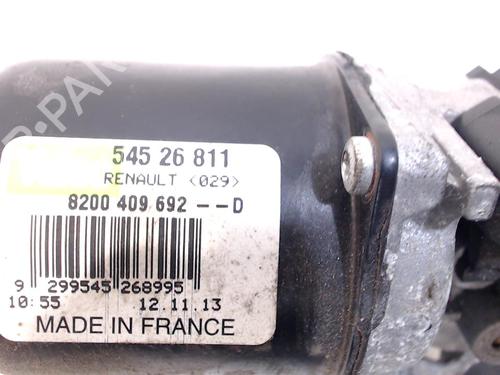 545 26 811
RENAULT <029>
8200 409 692 --D
9 299545 268995
10:55 12.11.13
MADE IN FRANCE